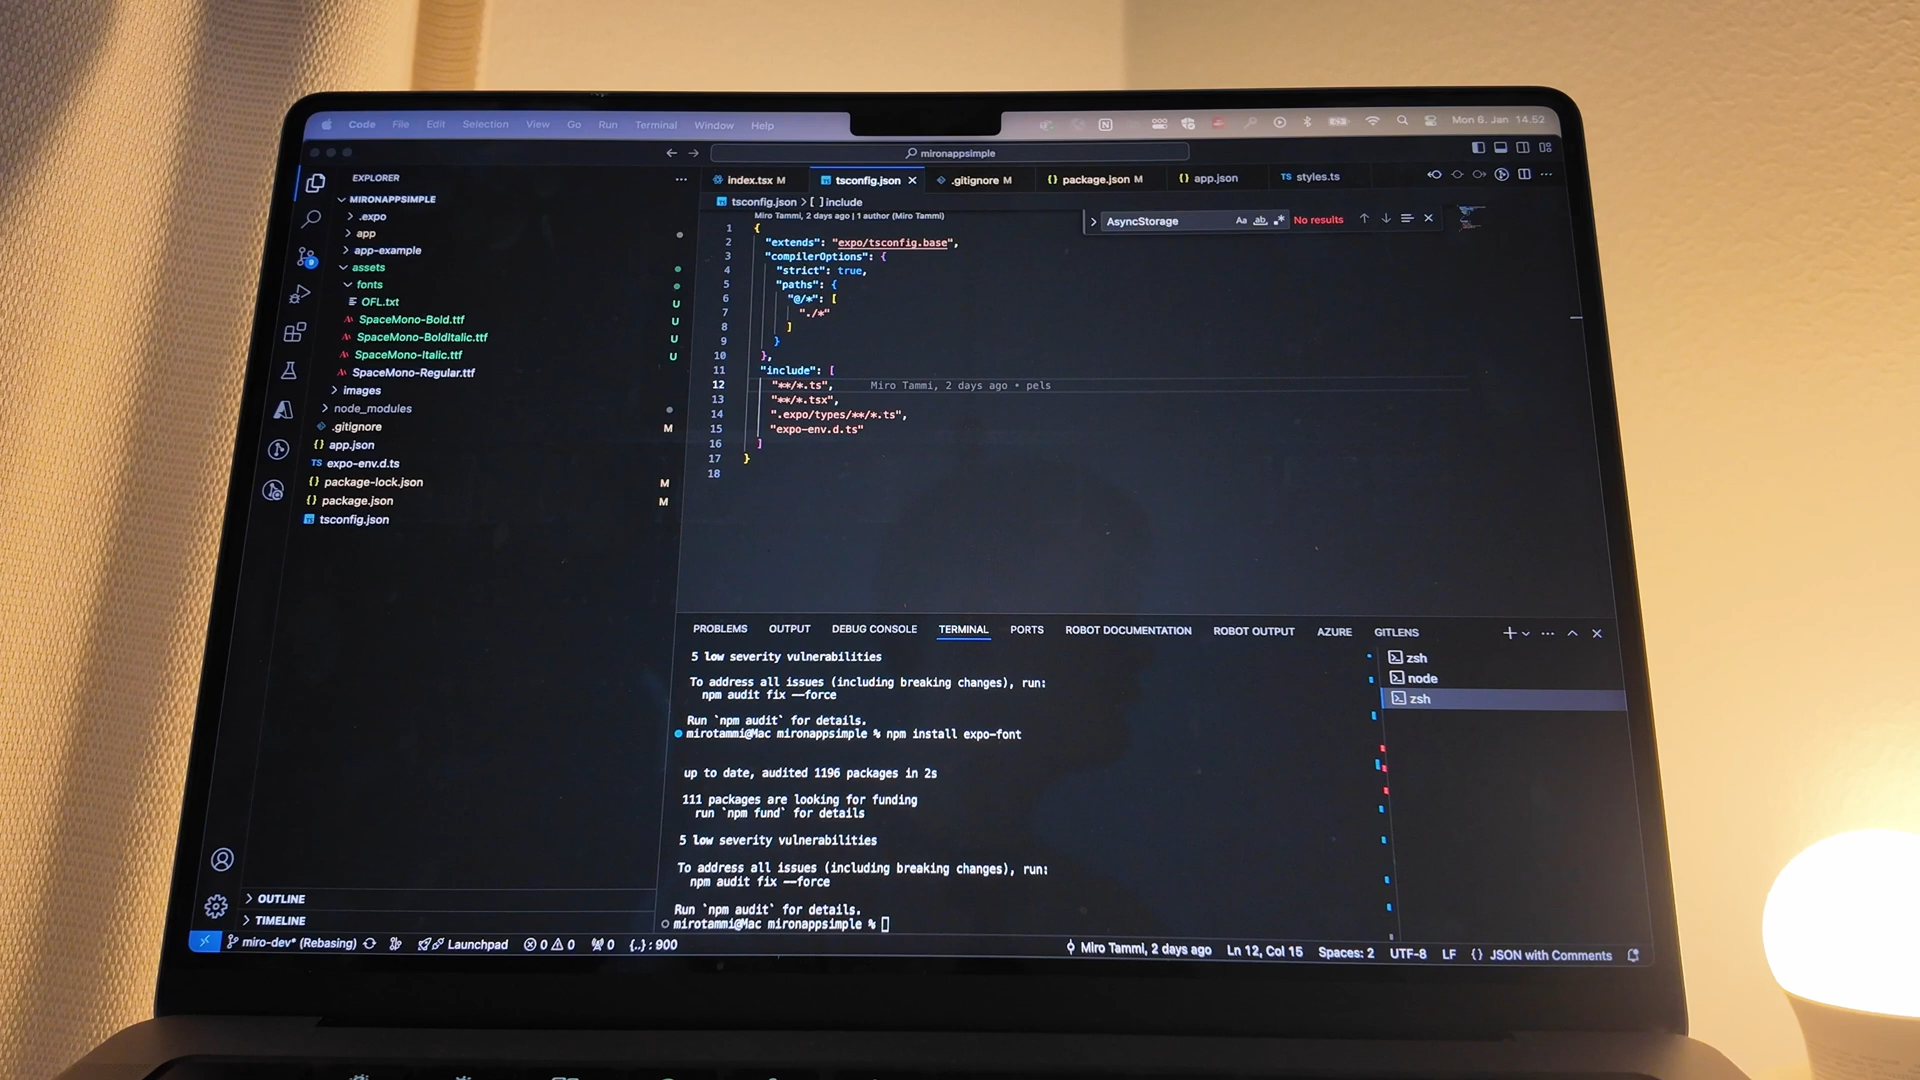 Code File Edit Selection View Go Run Terminal Window Help
Mon 6. Jan 14.52
mironappsimple
EXPLORER
MIRONAPPSIMPLE
.expo
app
app-example
assets
fonts
OFL.txt U
SpaceMono-Bold.ttf U
SpaceMono-BoldItalic.ttf U
SpaceMono-Italic.ttf U
SpaceMono-Regular.ttf
images
node_modules
.gitignore M
app.json
TS expo-env.d.ts
package-lock.json M
package.json M
tsconfig.json
OUTLINE
TIMELINE
index.tsx M tsconfig.json .gitignore M package.json M app.json TS styles.ts
tsconfig.json > [ ] include
Miro Tammi, 2 days ago | 1 author (Miro Tammi)
AsyncStorage Aa ab .* No results
1 {
2 "extends": "expo/tsconfig.base",
3 "compilerOptions": {
4 "strict": true,
5 "paths": {
6 "@/*": [
7 "./*"
8 ]
9 }
10 },
11 "include": [
12 "**/*.ts", Miro Tammi, 2 days ago • pels
13 "**/*.tsx",
14 ".expo/types/**/*.ts",
15 "expo-env.d.ts"
16 ]
17 }
18
PROBLEMS OUTPUT DEBUG CONSOLE TERMINAL PORTS ROBOT DOCUMENTATION ROBOT OUTPUT AZURE GITLENS
5 low severity vulnerabilities
To address all issues (including breaking changes), run:
npm audit fix --force
Run `npm audit` for details.
mirotammi@Mac mironappsimple % npm install expo-font
up to date, audited 1196 packages in 2s
111 packages are looking for funding
run `npm fund` for details
5 low severity vulnerabilities
To address all issues (including breaking changes), run:
npm audit fix --force
Run `npm audit` for details.
mirotammi@Mac mironappsimple %
zsh
node
zsh
miro-dev* (Rebasing) Launchpad 0 0 0 {..} : 900
Miro Tammi, 2 days ago Ln 12, Col 15 Spaces: 2 UTF-8 LF {} JSON with Comments